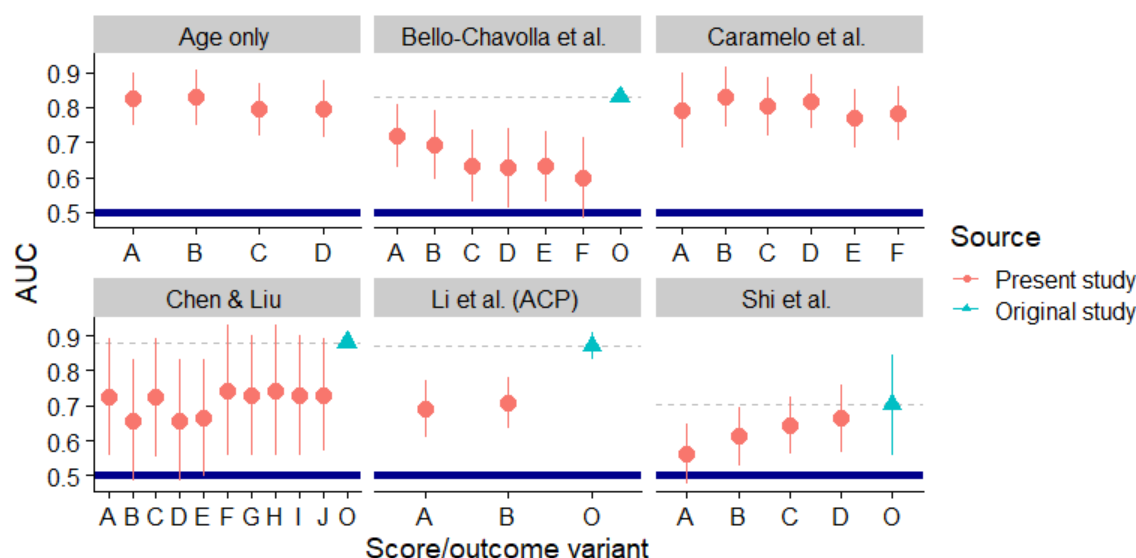 Age only
Bello-Chavolla et al.
Caramelo et al.
0.9
0.8
0.7
0.6
0.5
A B C D
A B C D E F O
A B C D E F
Chen & Liu
Li et al. (ACP)
Shi et al.
0.9
0.8
0.7
0.6
0.5
A B C D E F G H I J O
A B O
A B C D O
AUC
Score/outcome variant
Source
Present study
Original study